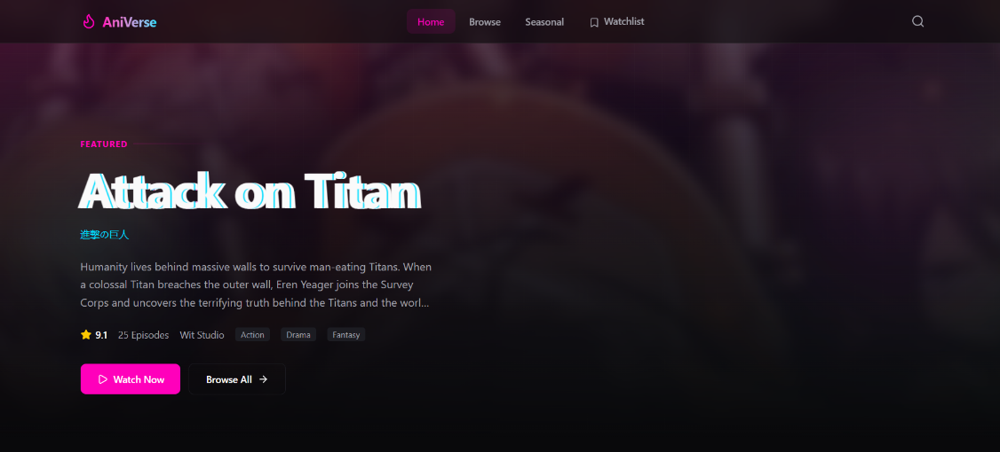 AniVerse
Home
Browse
Seasonal
Watchlist
FEATURED
Attack on Titan
進撃の巨人
Humanity lives behind massive walls to survive man-eating Titans. When
a colossal Titan breaches the outer wall, Eren Yeager joins the Survey
Corps and uncovers the terrifying truth behind the Titans and the worl...
9.1 25 Episodes Wit Studio Action Drama Fantasy
Watch Now
Browse All